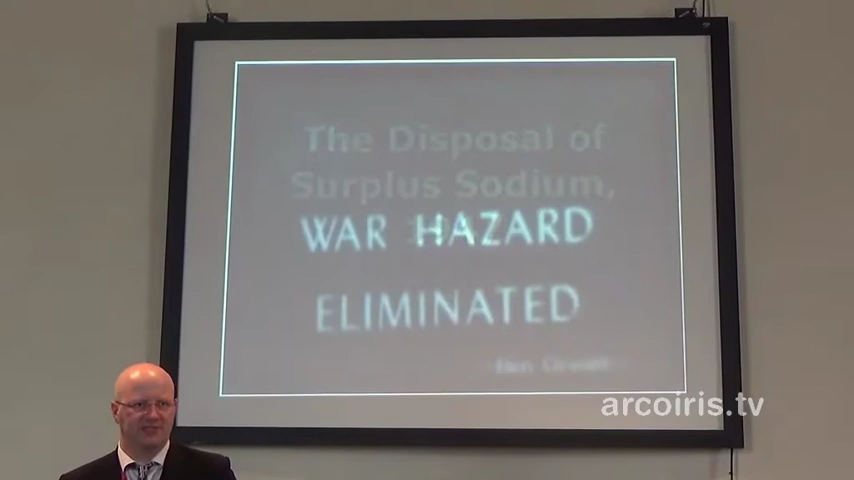 The Disposal of
Surplus Sodium,
WAR HAZARD
ELIMINATED
arcoiris.tv